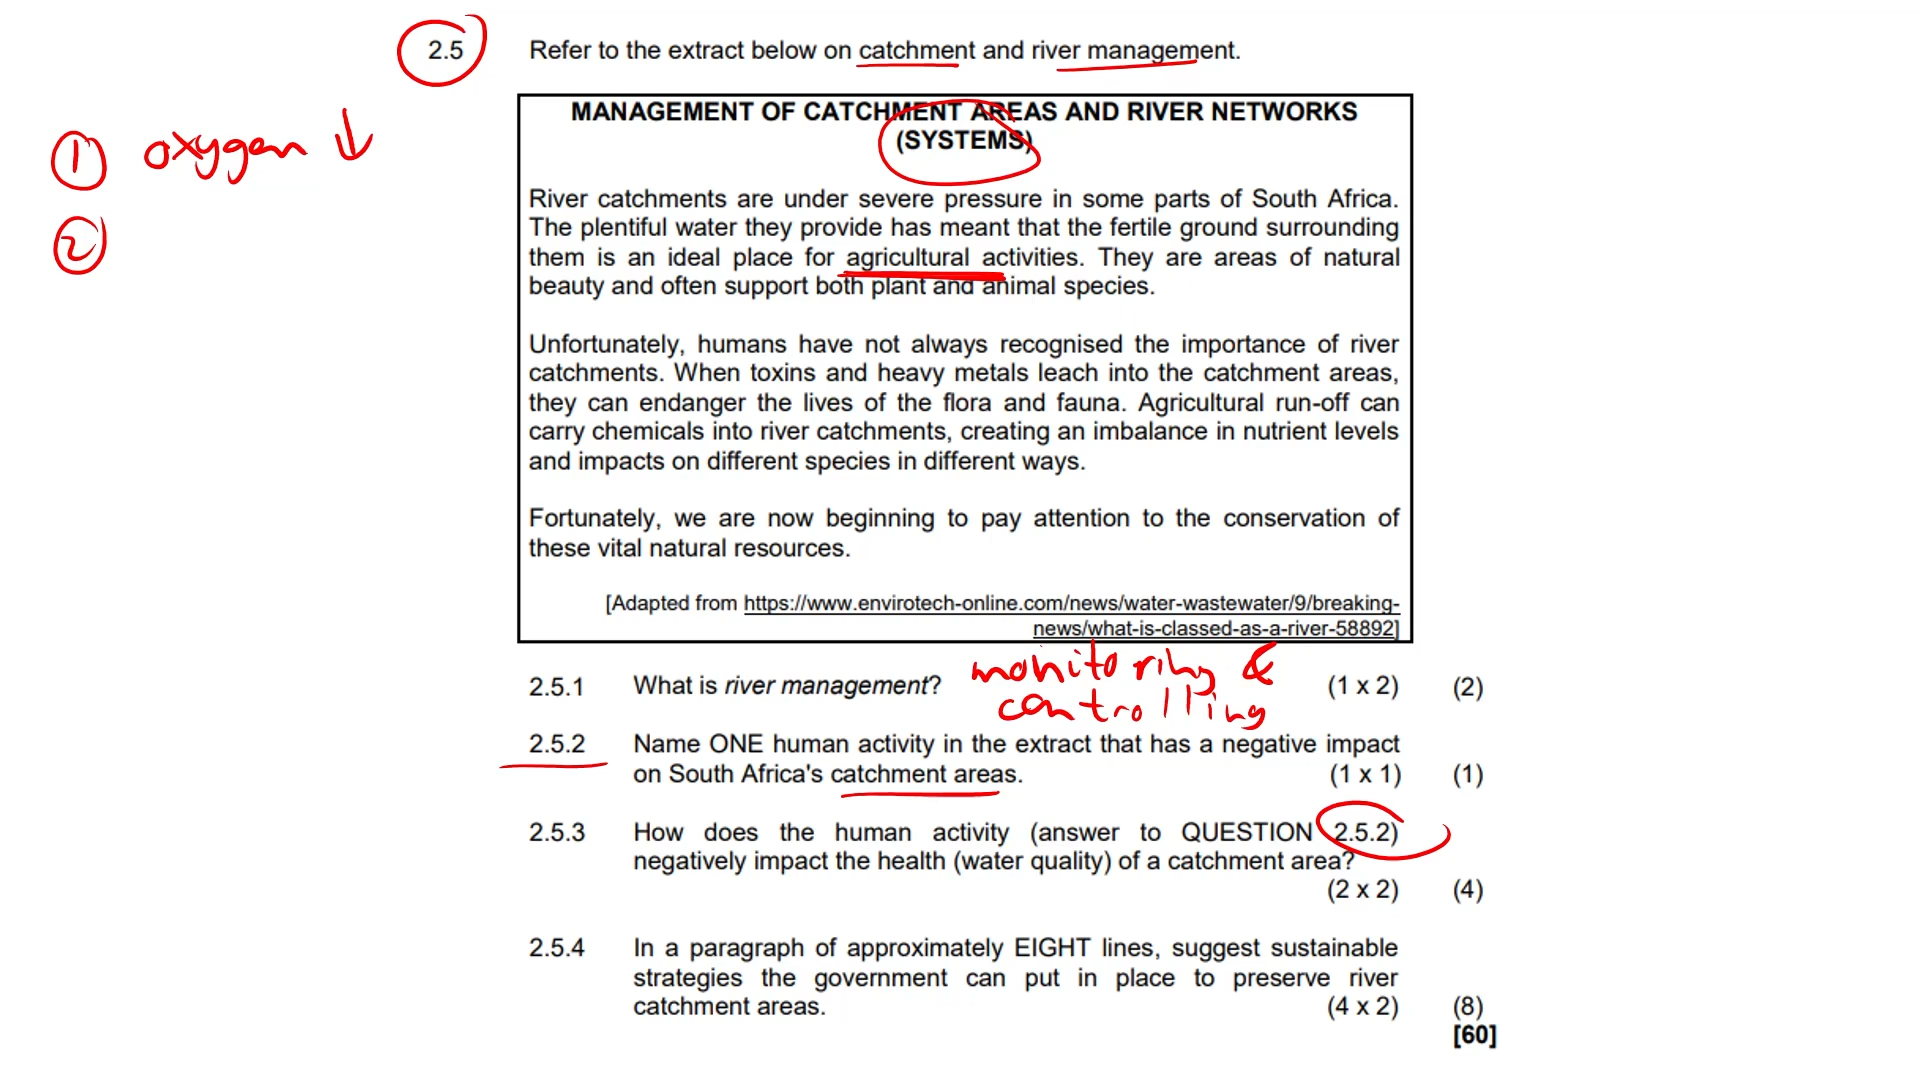 2.5 Refer to the extract below on catchment and river management.
MANAGEMENT OF CATCHMENT AREAS AND RIVER NETWORKS
(SYSTEMS)
① oxygen ↓
②
River catchments are under severe pressure in some parts of South Africa.
The plentiful water they provide has meant that the fertile ground surrounding
them is an ideal place for agricultural activities. They are areas of natural
beauty and often support both plant and animal species.
Unfortunately, humans have not always recognised the importance of river
catchments. When toxins and heavy metals leach into the catchment areas,
they can endanger the lives of the flora and fauna. Agricultural run-off can
carry chemicals into river catchments, creating an imbalance in nutrient levels
and impacts on different species in different ways.
Fortunately, we are now beginning to pay attention to the conservation of
these vital natural resources.
[Adapted from https://www.envirotech-online.com/news/water-wastewater/9/breaking-
news/what-is-classed-as-a-river-58892]
2.5.1 What is river management? (1 x 2) (2)
monitoring &
controlling
2.5.2 Name ONE human activity in the extract that has a negative impact
on South Africa's catchment areas. (1 x 1) (1)
2.5.3 How does the human activity (answer to QUESTION 2.5.2)
negatively impact the health (water quality) of a catchment area?
(2 x 2) (4)
2.5.4 In a paragraph of approximately EIGHT lines, suggest sustainable
strategies the government can put in place to preserve river
catchment areas. (4 x 2) (8)
[60]